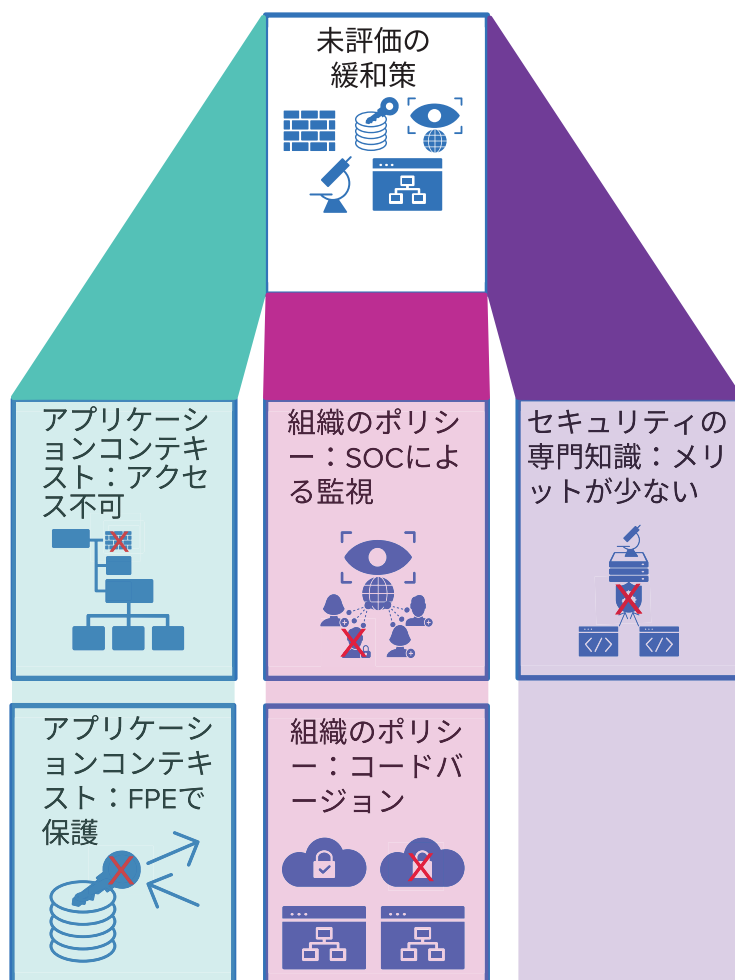 未評価の
緩和策
アプリケーシ
ョンコンテキ
スト：アクセ
ス不可
組織のポリシ
ー：SOCによ
る監視
セキュリティの
専門知識：メリ
ットが少ない
アプリケーシ
ョンコンテキ
スト：FPEで
保護
組織のポリシ
ー：コードバ
ージョン